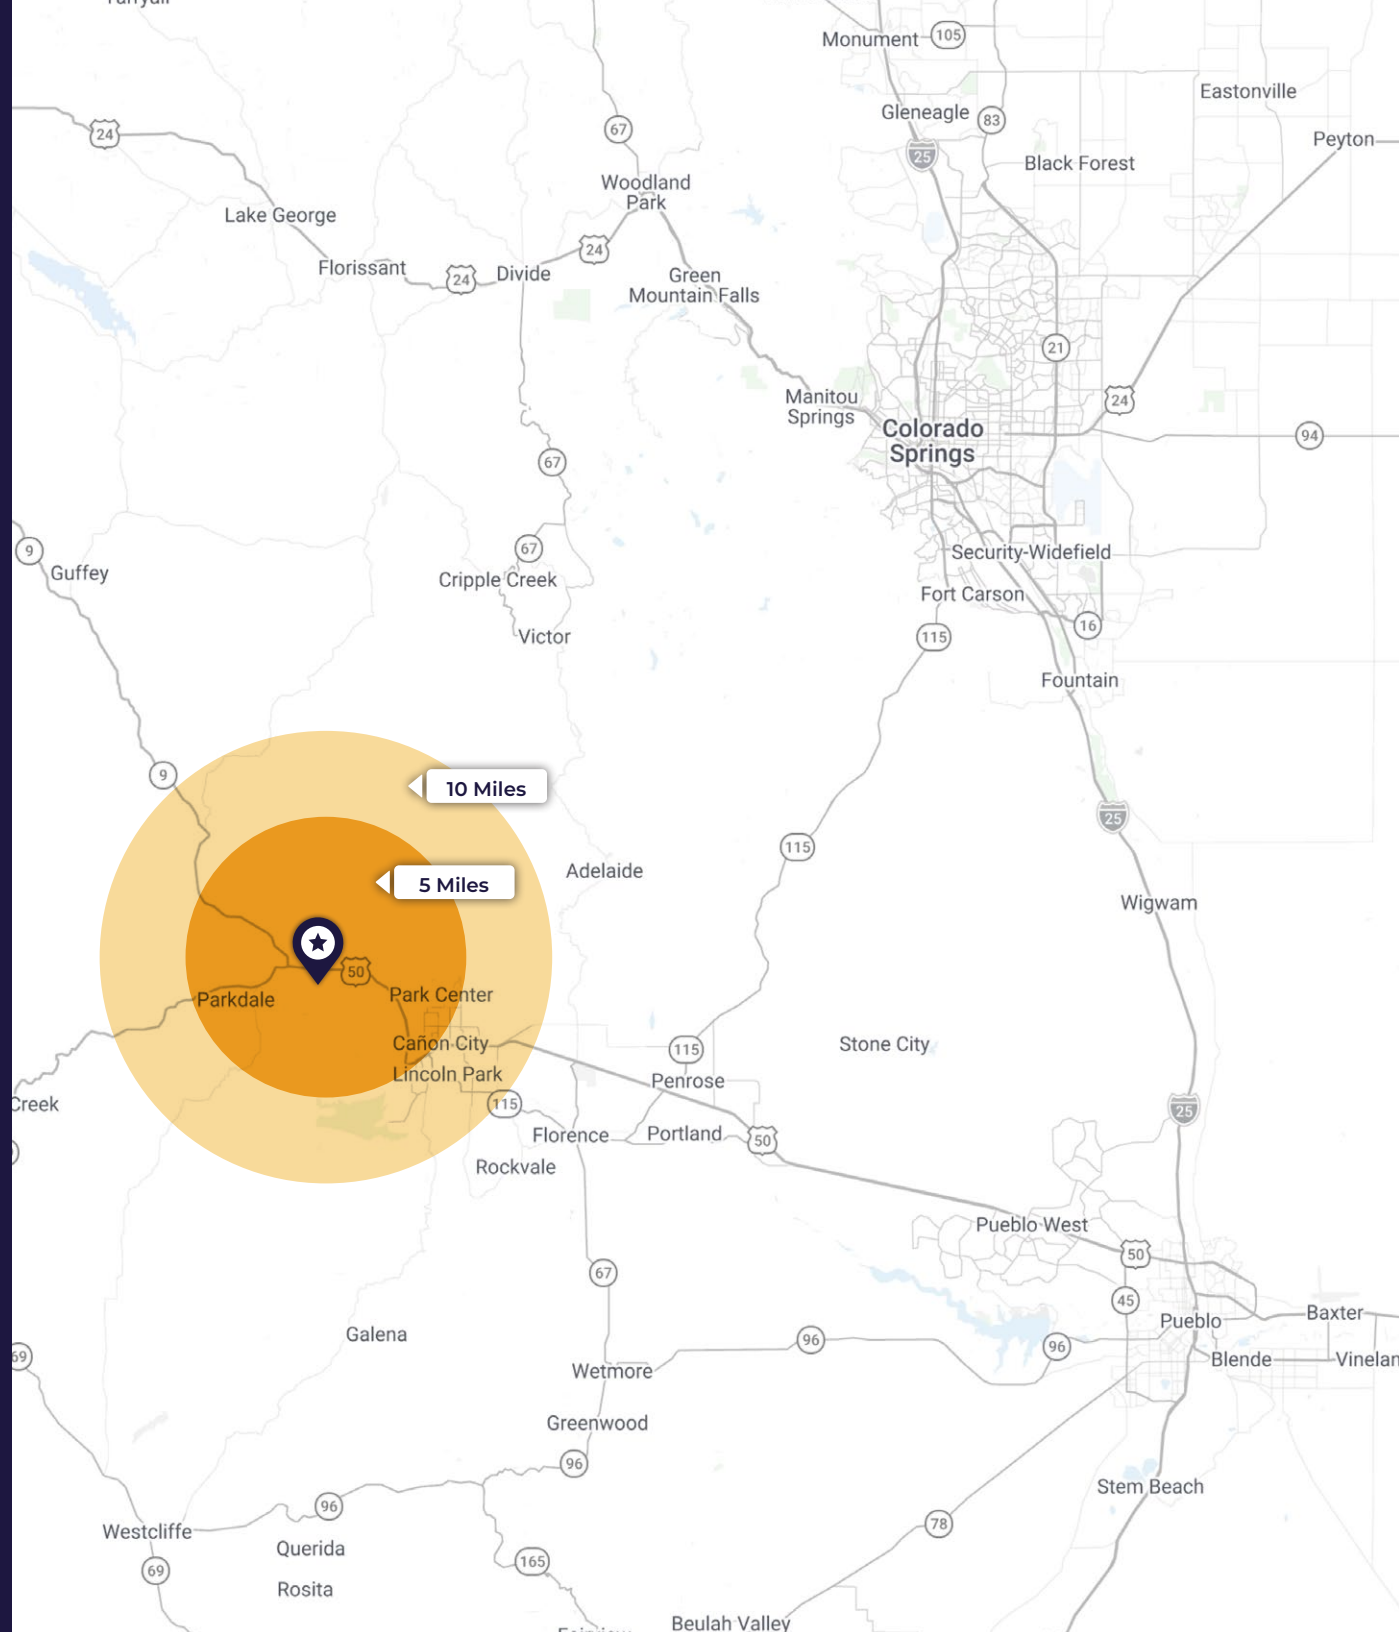 Monument
105
Eastonville
Gleneagle
83
Peyton
67
24
25
Black Forest
Woodland
Park
Lake George
24
Florissant
24
Divide
Green
Mountain Falls
21
Manitou
Springs
24
Colorado
Springs
94
67
9
67
Security-Widefield
Guffey
Cripple Creek
Fort Carson
16
Victor
115
Fountain
9
10 Miles
25
115
Adelaide
5 Miles
Wigwam
50
Park Center
Parkdale
Cañon City
115
Stone City
Lincoln Park
Penrose
Creek
115
25
Florence
Portland
50
Rockvale
Pueblo West
50
67
45
Baxter
Pueblo
Galena
96
96
69
Blende
Vinelan
Wetmore
Greenwood
96
Stem Beach
96
78
Westcliffe
Querida
165
69
Rosita
Beulah Valley